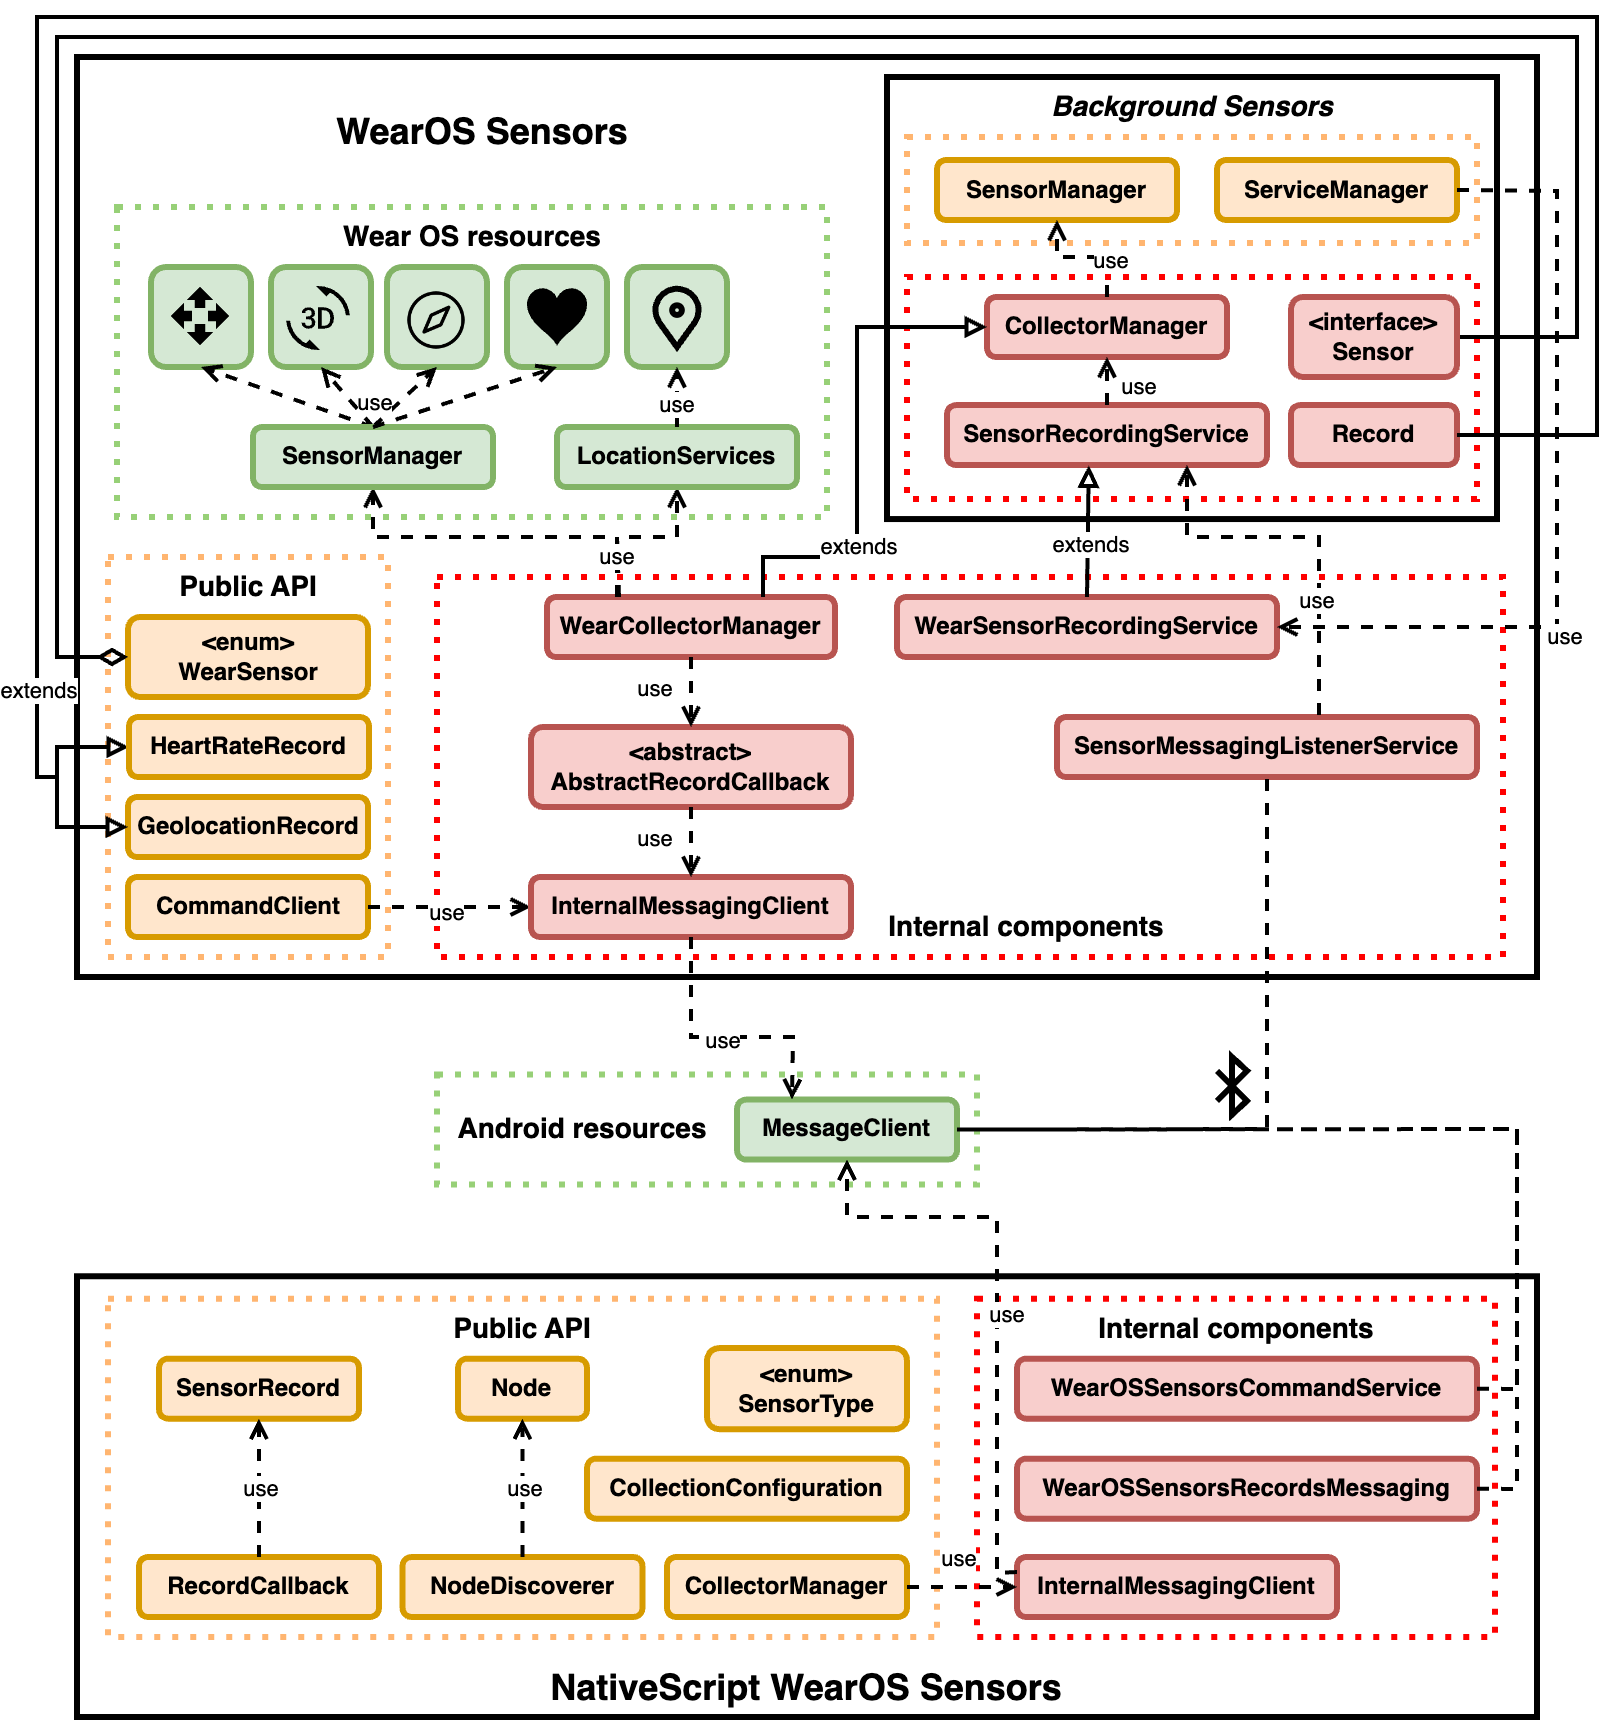 Background Sensors
WearOS Sensors
SensorManager
ServiceManager
use
Wear OS resources
3D
CollectorManager
<interface>
Sensor
use
use
use
SensorManager
LocationServices
SensorRecordingService
Record
use
extends
extends
use
use
Public API
<enum>
WearSensor
extends
HeartRateRecord
GeolocationRecord
CommandClient
use
WearCollectorManager
WearSensorRecordingService
use
<abstract>
AbstractRecordCallback
SensorMessagingListenerService
use
InternalMessagingClient
Internal components
use
Android resources
MessageClient
use
Public API
Internal components
SensorRecord
Node
<enum>
SensorType
WearOSSensorsCommandService
use
use
CollectionConfiguration
WearOSSensorsRecordsMessaging
use
RecordCallback
NodeDiscoverer
CollectorManager
InternalMessagingClient
NativeScript WearOS Sensors